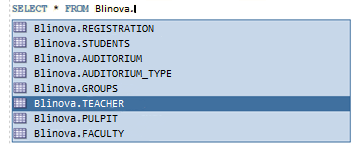 SELECT * FROM Blinova.
Blinova.REGISTRATION
Blinova.STUDENTS
Blinova.AUDITORIUM
Blinova.AUDITORIUM_TYPE
Blinova.GROUPS
Blinova.TEACHER
Blinova.PULPIT
Blinova.FACULTY